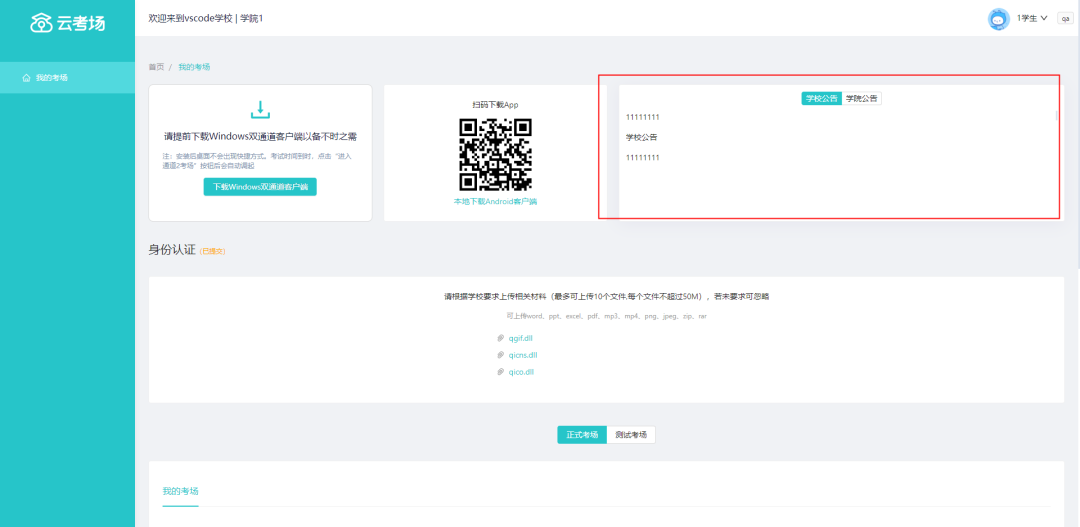 云考场
欢迎来到vscode学校 | 学院1
1学生
qa
我的考场
首页 / 我的考场
请提前下载Windows双通道客户端以备不时之需
注：安装后桌面不会出现快捷方式。考试时间到时，点击“进入
通道2考场”按钮后会自动调起
下载Windows双通道客户端
扫码下载App
本地下载Android客户端
学校公告 学院公告
11111111
学校公告
11111111
身份认证 (已提交)
请根据学校要求上传相关材料（最多可上传10个文件,每个文件不超过50M），若未要求可忽略
可上传word、ppt、excel、pdf、mp3、mp4、png、jpeg、zip、rar
qgif.dll
qicns.dll
qico.dll
正式考场 测试考场
我的考场